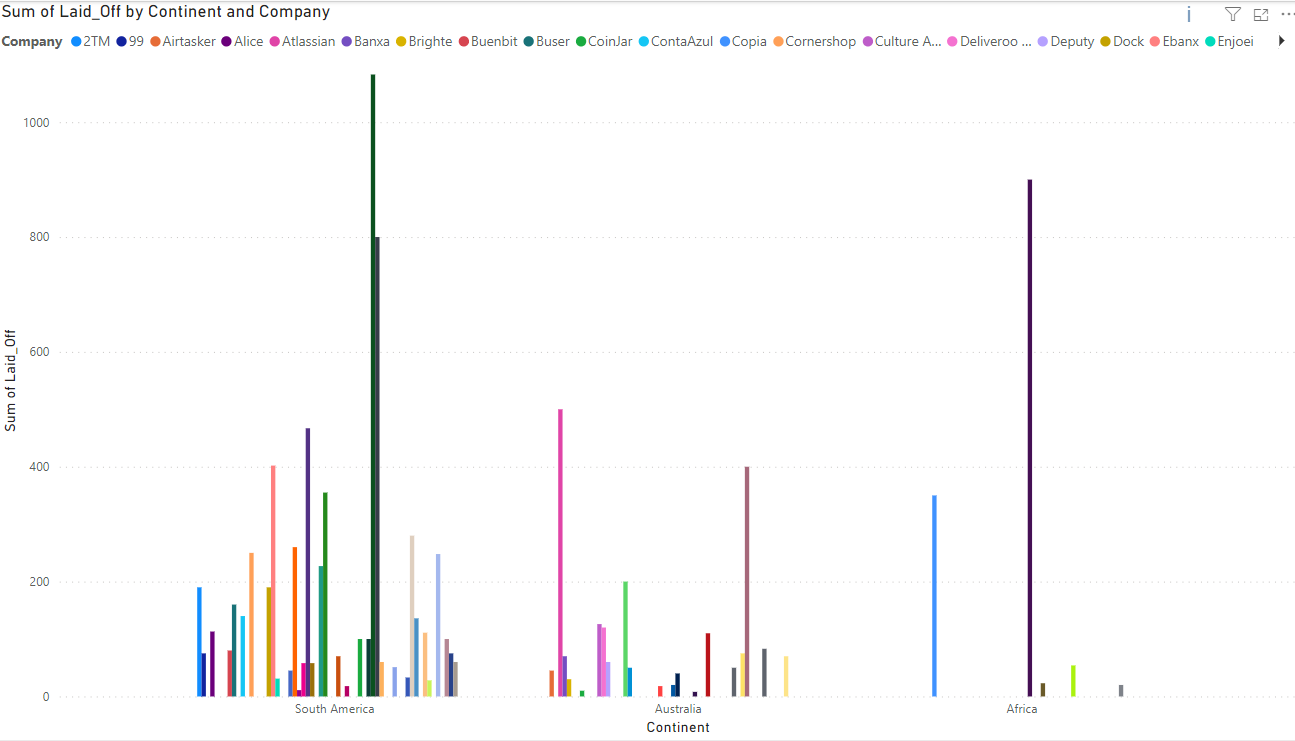 Sum of Laid_Off by Continent and Company
Company 2TM 99 Airtasker Alice Atlassian Banxa Brighte Buenbit Buser CoinJar ContaAzul Copia Cornershop Culture A... Deliveroo ... Deputy Dock Ebanx Enjoei
Sum of Laid_Off
1000
800
600
400
200
0
South America Australia Africa
Continent